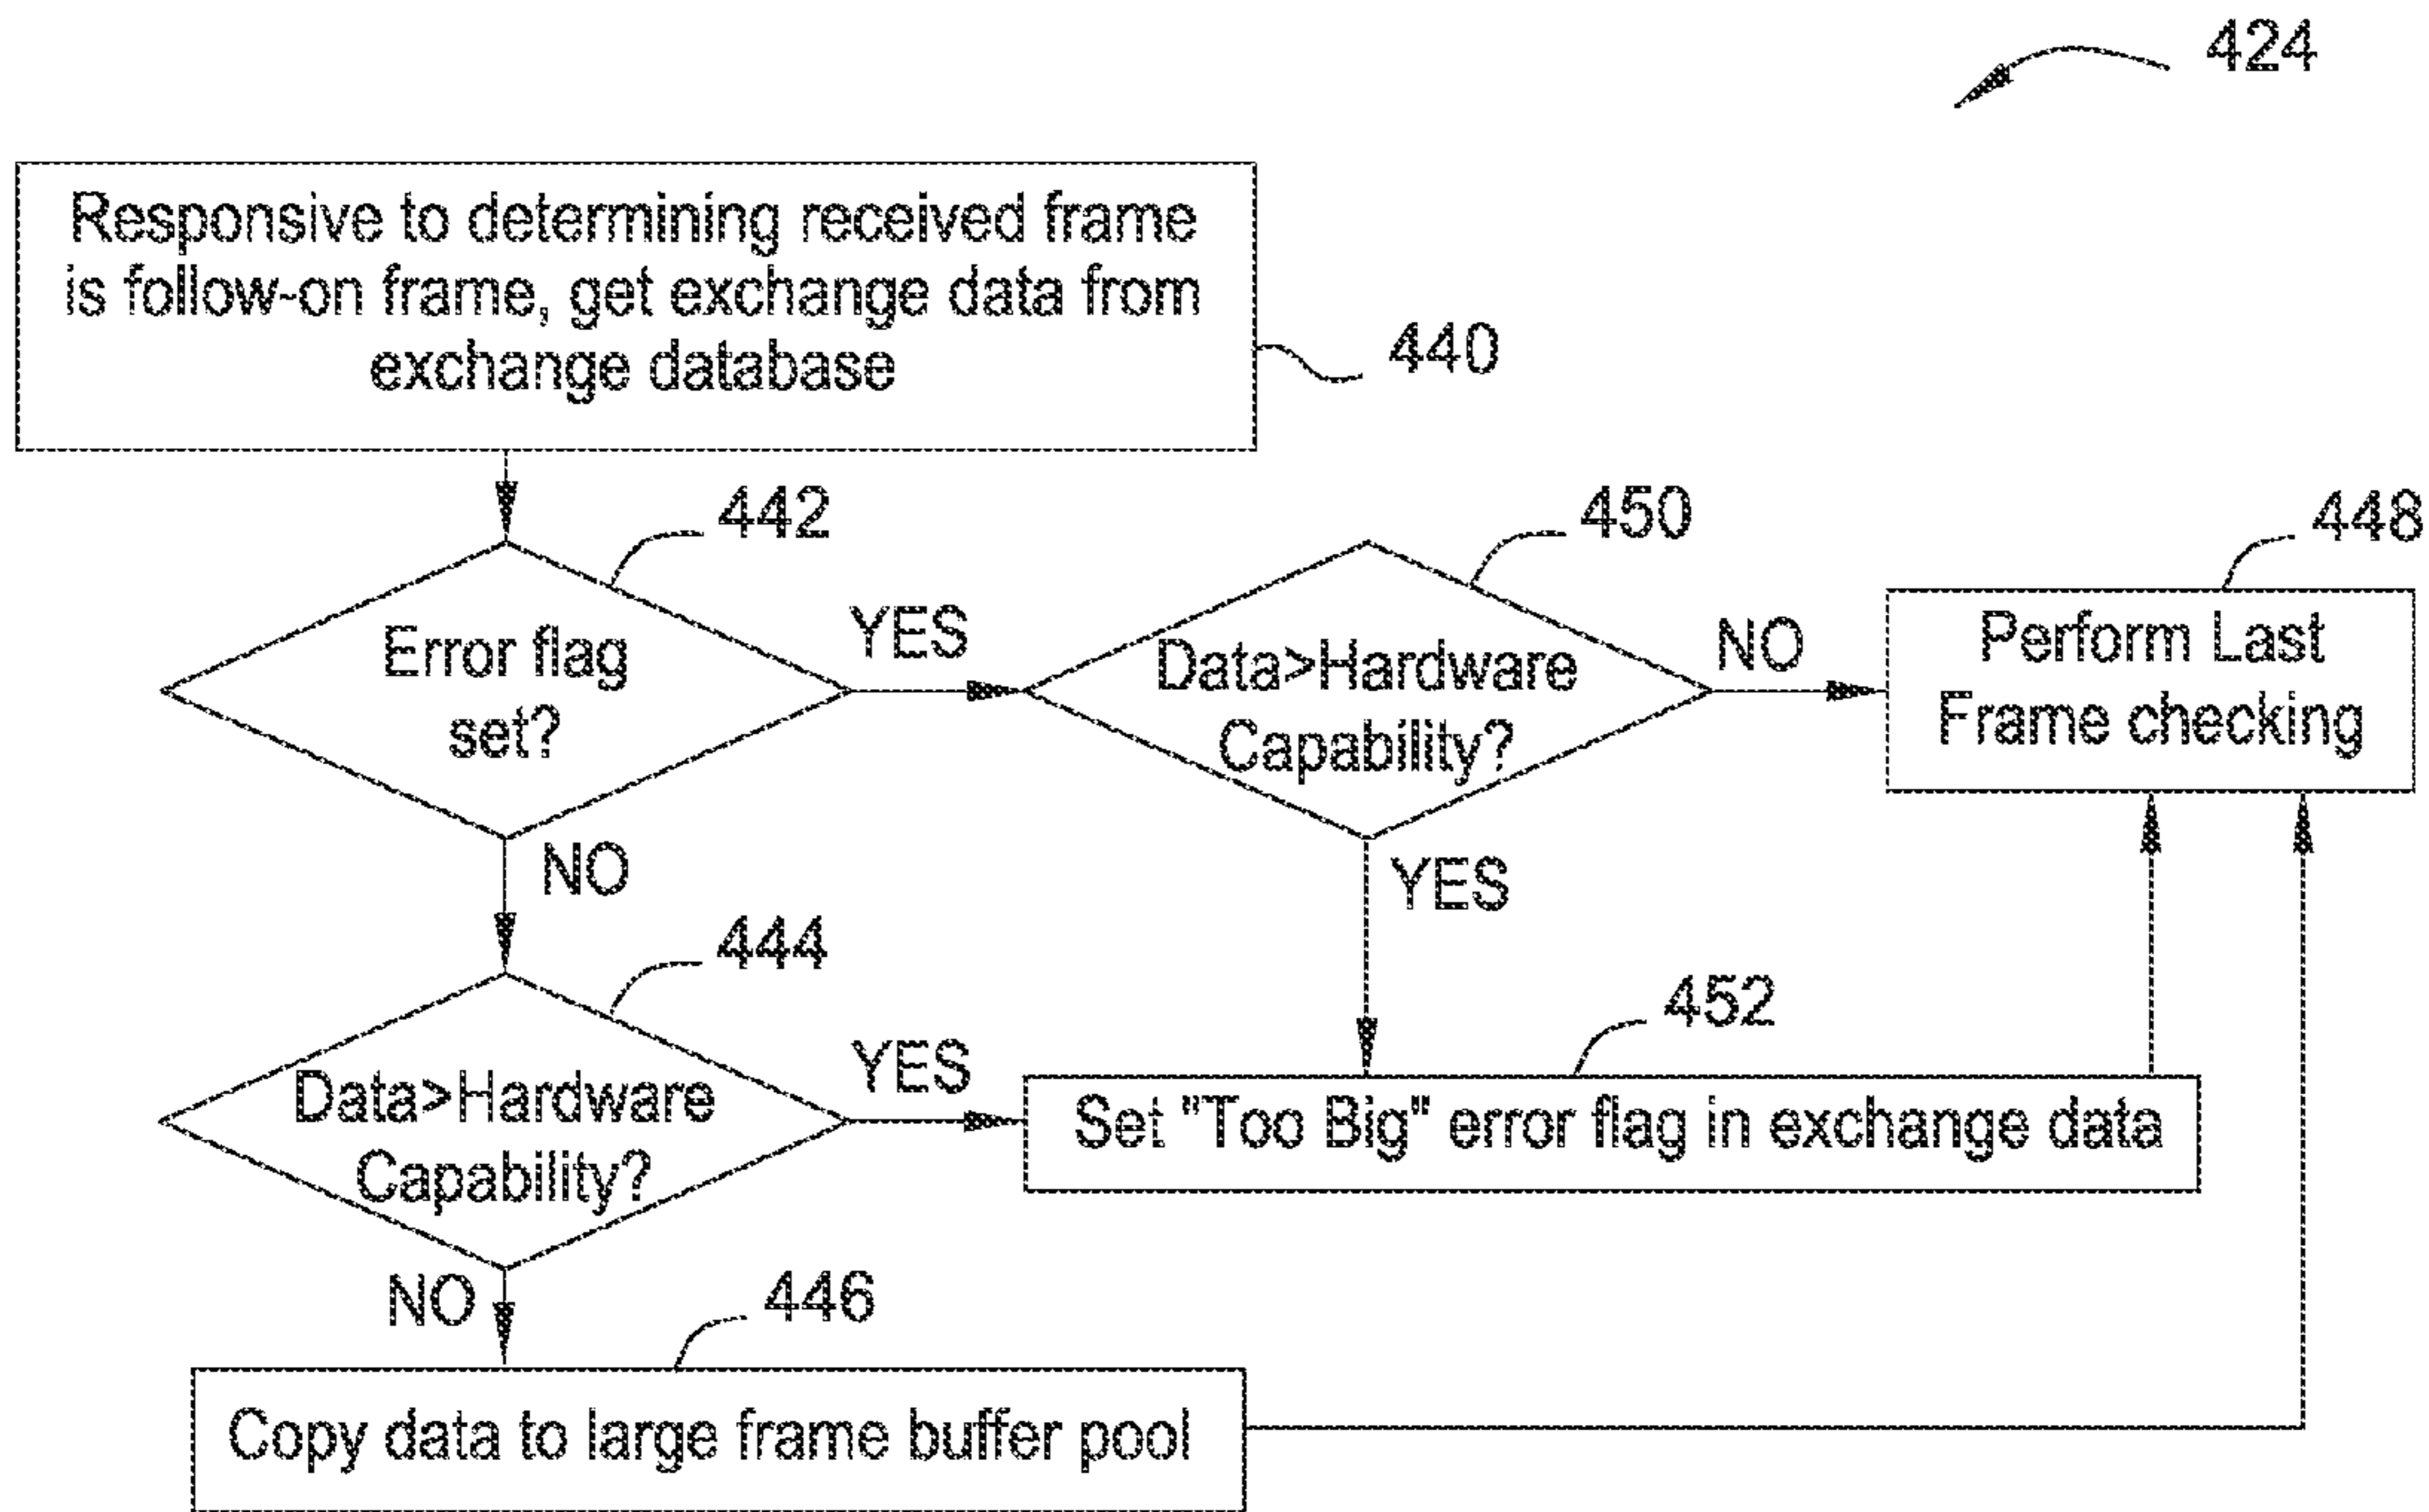 424
Responsive to determining received frame
is follow-on frame, get exchange data from
exchange database
440
442
450
448
Error flag
set?
YES
Data>Hardware
Capability?
NO
Perform Last
Frame checking
NO
YES
444
452
Data>Hardware
Capability?
YES
Set "Too Big" error flag in exchange data
NO
446
Copy data to large frame buffer pool